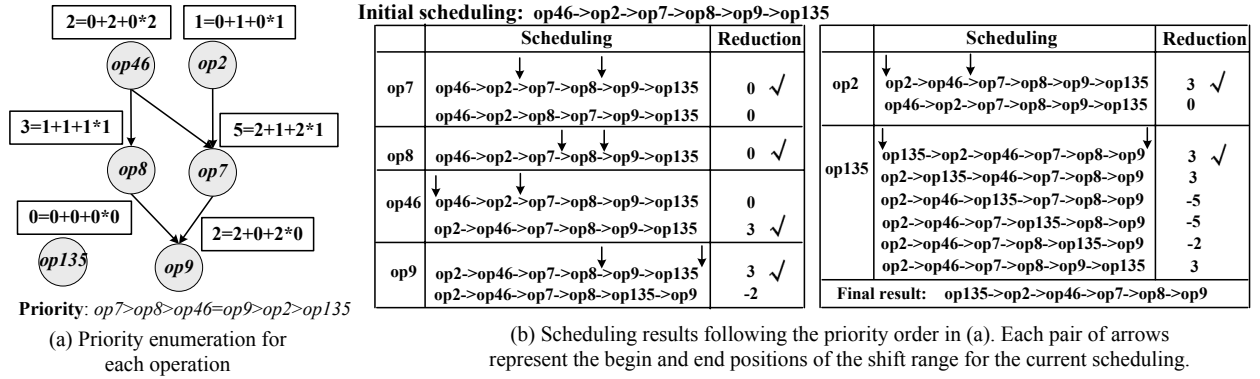 2=0+2+0*2
1=0+1+0*1
op46
op2
3=1+1+1*1
5=2+1+2*1
op8
op7
0=0+0+0*0
2=2+0+2*0
op135
op9
Priority: op7>op8>op46=op9>op2>op135
(a) Priority enumeration for
each operation
Initial scheduling: op46->op2->op7->op8->op9->op135
Scheduling Reduction
op7
op46->op2->op7->op8->op9->op135 0 √
op46->op2->op8->op7->op9->op135 0
op8 op46->op2->op7->op8->op9->op135 0 √
op46
op46->op2->op7->op8->op9->op135 0
op2->op46->op7->op8->op9->op135 3 √
op9
op2->op46->op7->op8->op9->op135 3 √
op2->op46->op7->op8->op135->op9 -2
Scheduling Reduction
op2
op2->op46->op7->op8->op9->op135 3 √
op46->op2->op7->op8->op9->op135 0
op135
op135->op2->op46->op7->op8->op9 3 √
op2->op135->op46->op7->op8->op9 3
op2->op46->op135->op7->op8->op9 -5
op2->op46->op7->op135->op8->op9 -5
op2->op46->op7->op8->op135->op9 -2
op2->op46->op7->op8->op9->op135 3
Final result: op135->op2->op46->op7->op8->op9
(b) Scheduling results following the priority order in (a). Each pair of arrows
represent the begin and end positions of the shift range for the current scheduling.